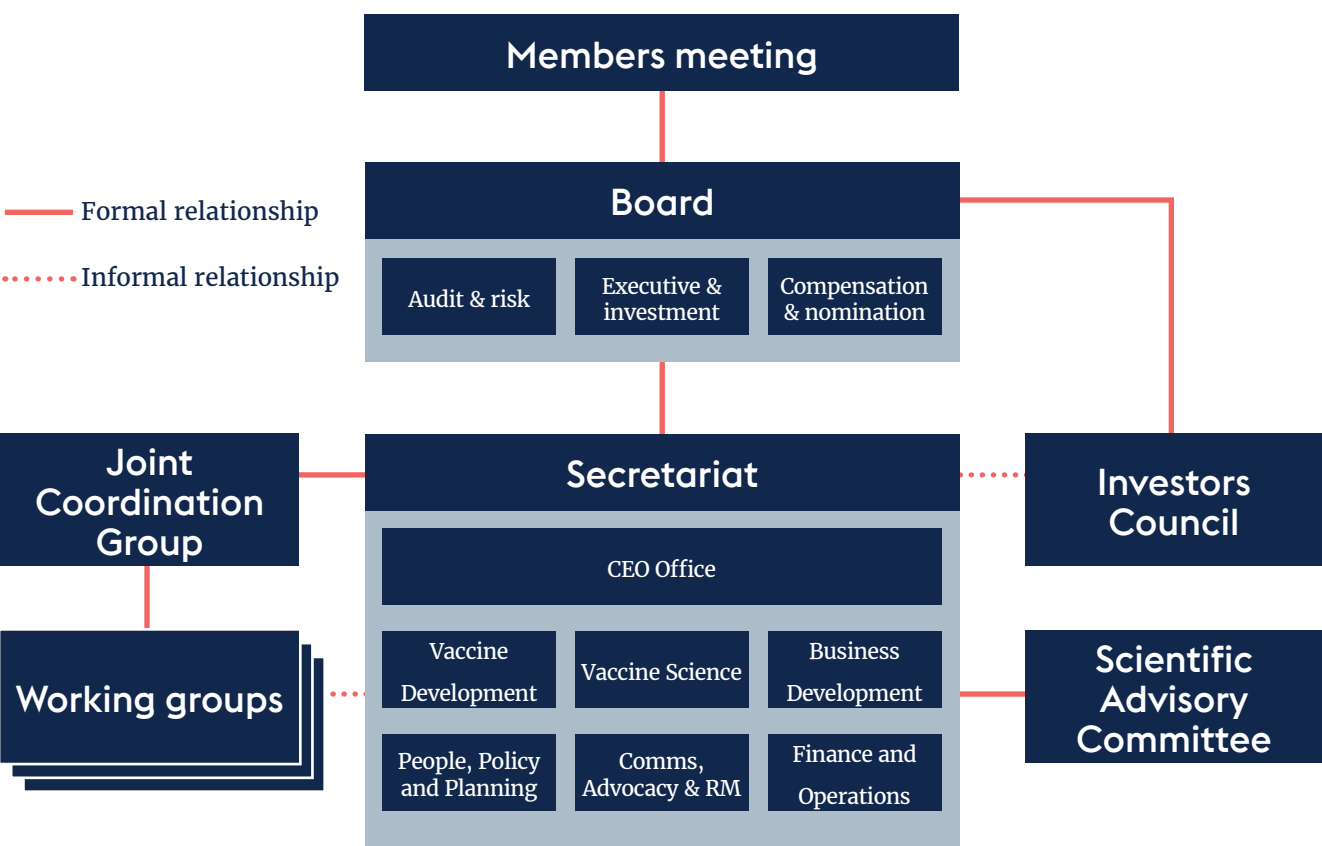 Members meeting
Formal relationship
Informal relationship
Board
Audit & risk
Executive &
investment
Compensation
& nomination
Joint
Coordination
Group
Secretariat
Investors
Council
CEO Office
Working groups
Vaccine
Development
Vaccine Science
Business
Development
Scientific
Advisory
Committee
People, Policy
and Planning
Comms,
Advocacy & RM
Finance and
Operations